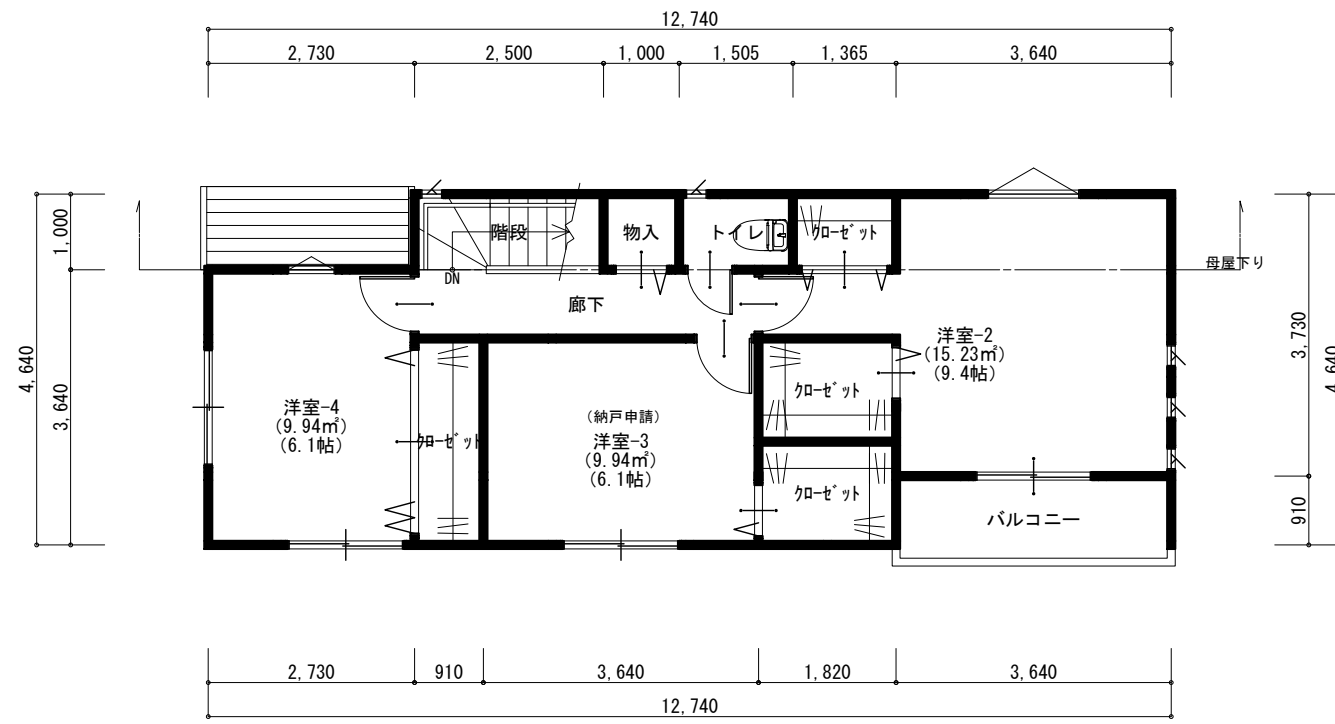 12,740
2,730
2,500
1,000
1,505
1,365
3,640
1,000
3,640
4,640
階段
物入
トイレ
クローゼット
母屋下り
DN
廊下
洋室-2
(15.23㎡)
(9.4帖)
3,730
4,640
910
洋室-4
(9.94㎡)
(6.1帖)
クローゼット
(納戸申請)
洋室-3
(9.94㎡)
(6.1帖)
クローゼット
クローゼット
バルコニー
2,730
910
3,640
1,820
3,640
12,740